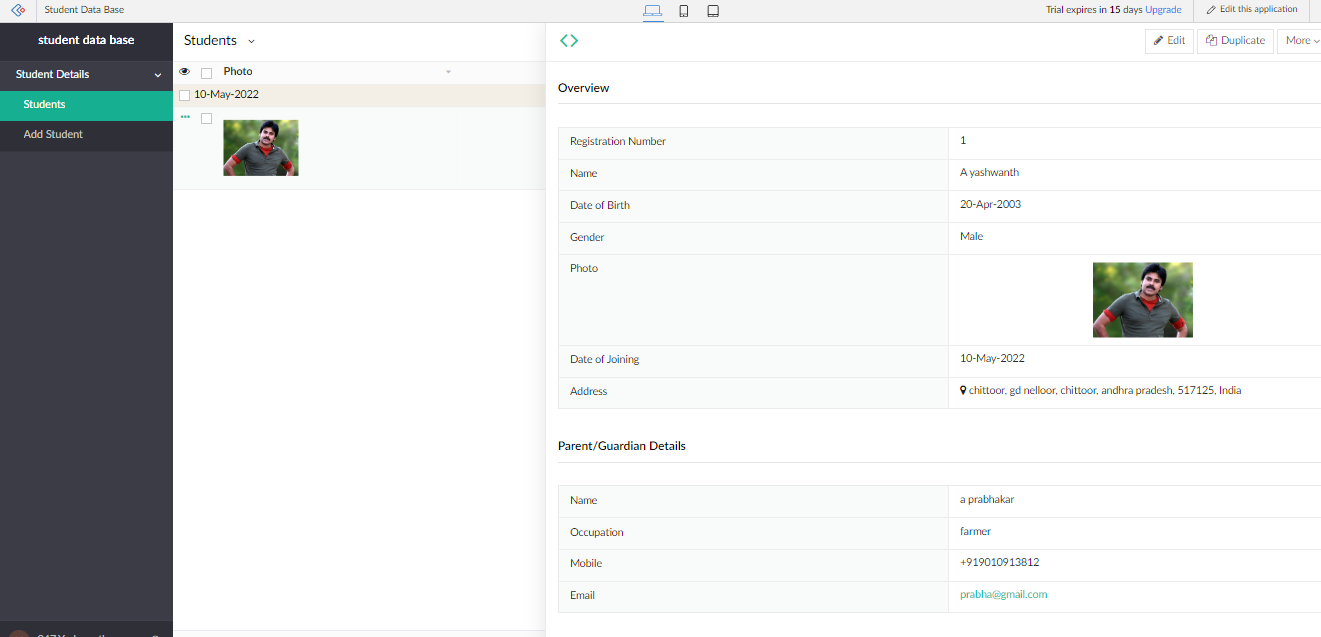 Student Data Base
Trial expires in 15 days Upgrade
Edit this application
student data base
Student Details
Students
Add Student
Students
Photo
10-May-2022
Edit
Duplicate
More
Overview
Registration Number 1
Name A yashwanth
Date of Birth 20-Apr-2003
Gender Male
Photo
Date of Joining 10-May-2022
Address chittoor, gd nelloor, chittoor, andhra pradesh, 517125, India
Parent/Guardian Details
Name a prabhakar
Occupation farmer
Mobile +919010913812
Email prabha@gmail.com